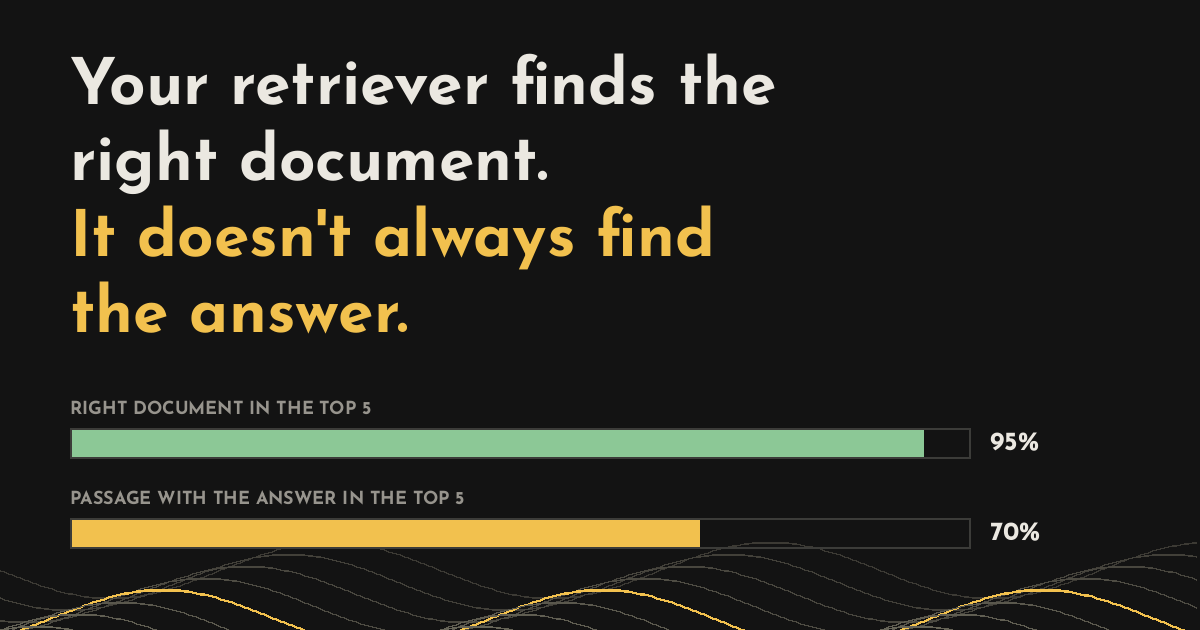 Your retriever finds the
right document.
It doesn't always find
the answer.
RIGHT DOCUMENT IN THE TOP 5
95%
PASSAGE WITH THE ANSWER IN THE TOP 5
70%